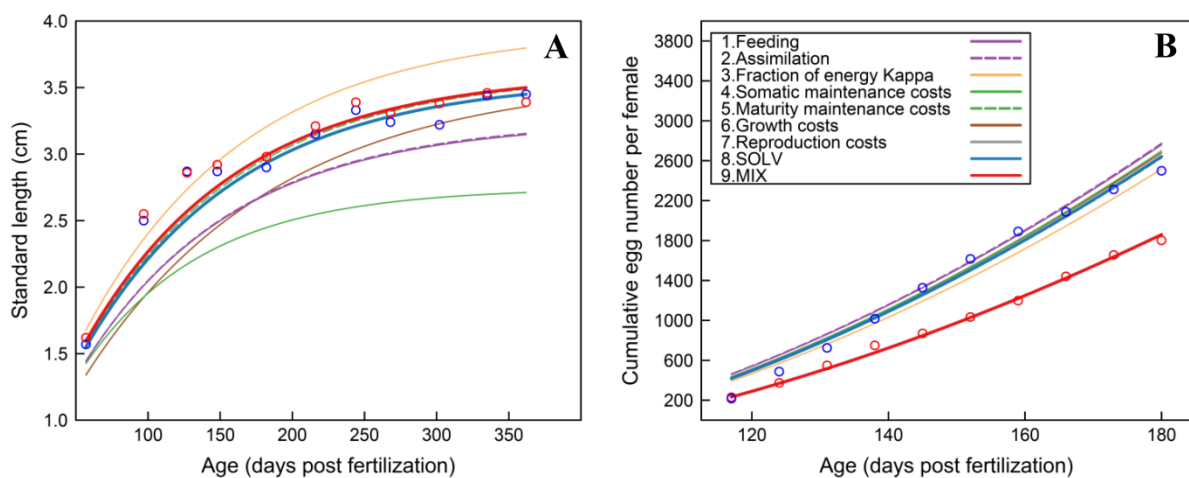 A
Standard length (cm)
4.0
3.5
3.0
2.5
2.0
1.5
1.0
100 150 200 250 300 350
Age (days post fertilization)
B
Cumulative egg number per female
3800
3400
3000
2600
2200
1800
1400
1000
600
200
1.Feeding
2.Assimilation
3.Fraction of energy Kappa
4.Somatic maintenance costs
5.Maturity maintenance costs
6.Growth costs
7.Reproduction costs
8.SOLV
9.MIX
120 140 160 180
Age (days post fertilization)